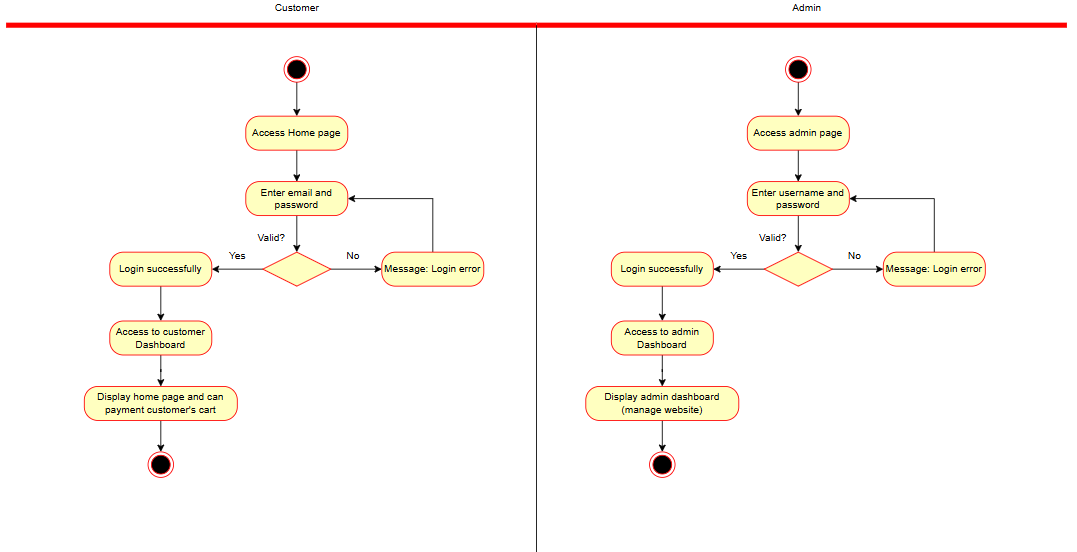 Customer
Admin
Access Home page
Enter email and
password
Valid?
Yes
No
Login successfully
Message: Login error
Access to customer
Dashboard
Display home page and can
payment customer's cart
Access admin page
Enter username and
password
Valid?
Yes
No
Login successfully
Message: Login error
Access to admin
Dashboard
Display admin dashboard
(manage website)